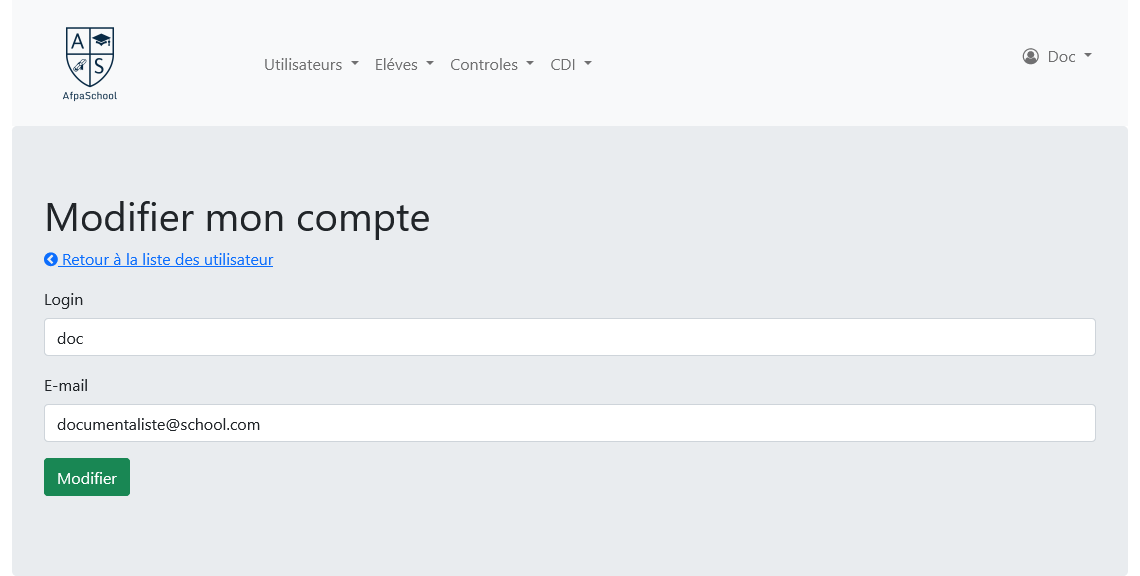 A
S
AfpaSchool
Utilisateurs Eléves Controles CDI
Doc
Modifier mon compte
Retour à la liste des utilisateur
Login
doc
E-mail
documentaliste@school.com
Modifier